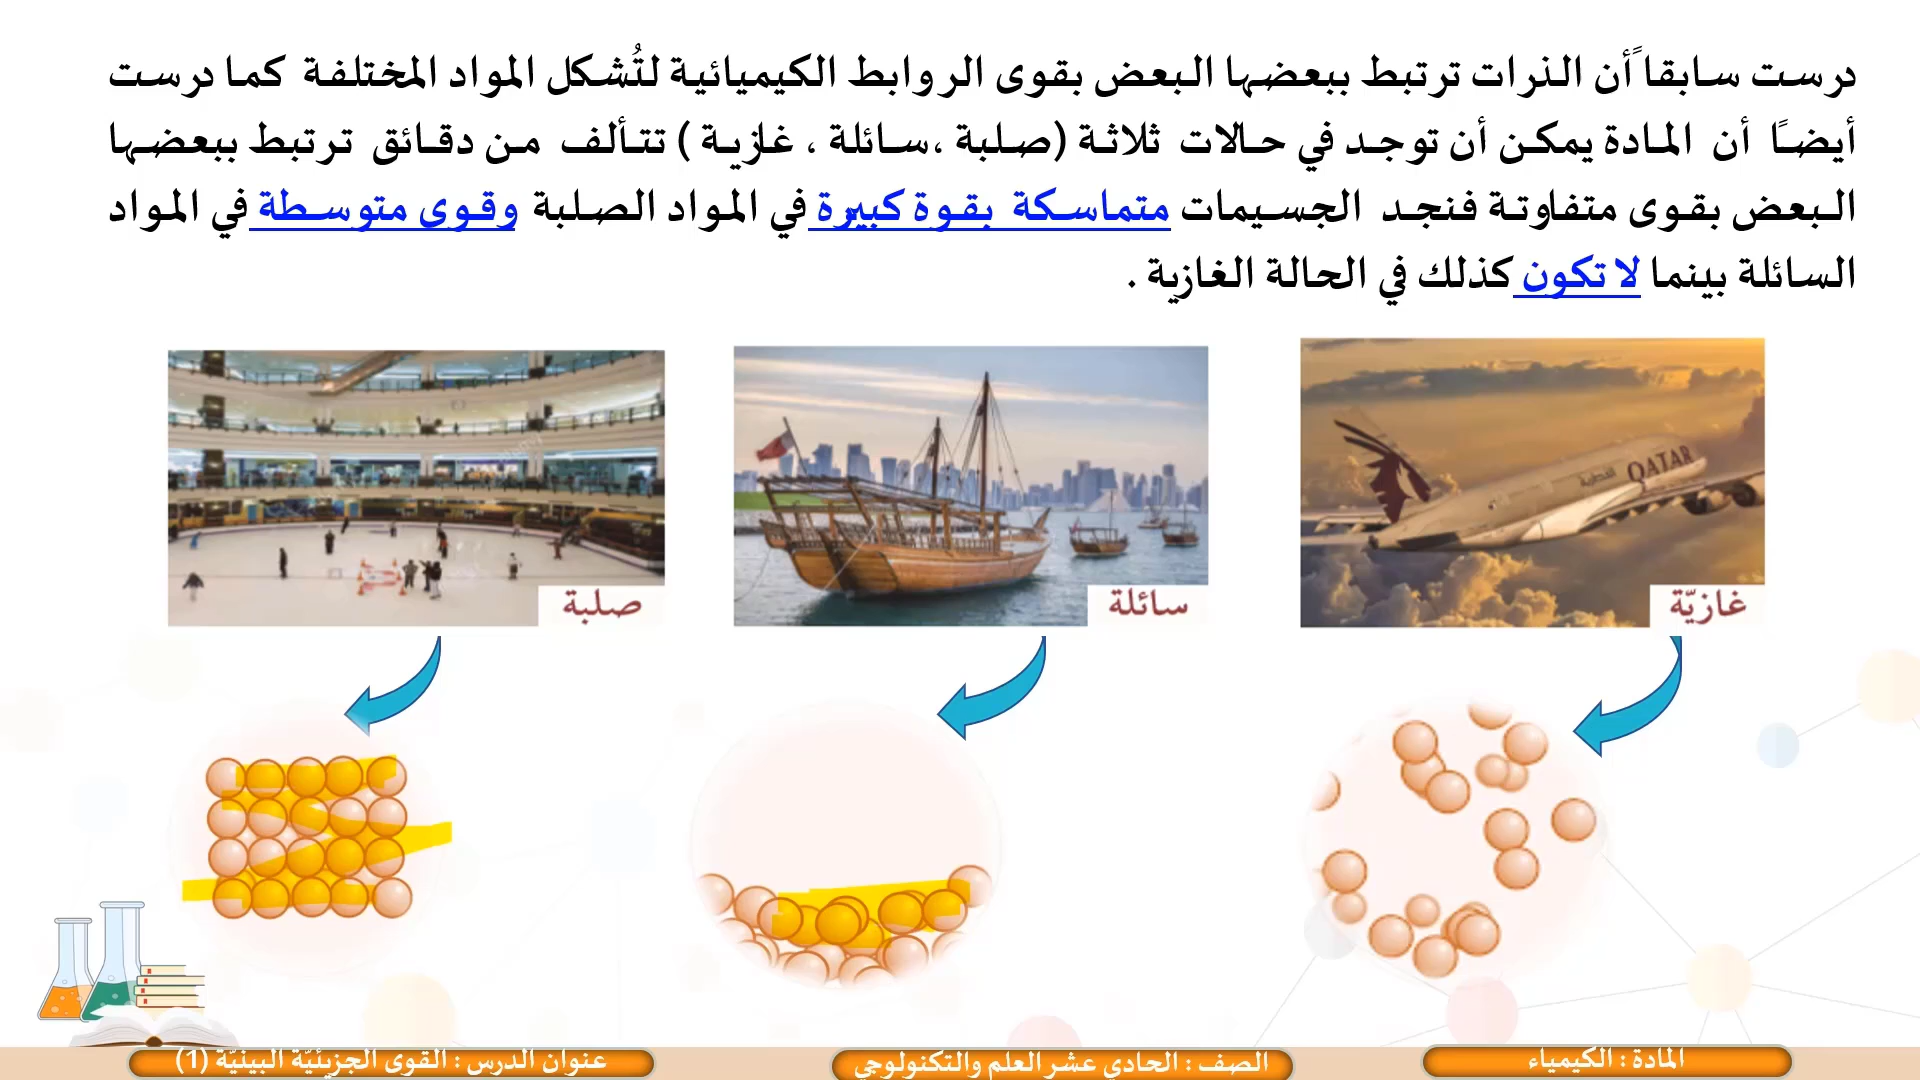 درست سابقاً أن الذرات ترتبط ببعضها البعض بقوى الروابط الكيميائية لتُشكل المواد المختلفة كما درست
أيضًا أن المادة يمكن أن توجد في حالات ثلاثة (صلبة ،سائلة ، غازية ) تتألف من دقائق ترتبط ببعضها
البعض بقوى متفاوتة فنجد الجسيمات متماسكة بقوة كبيرة في المواد الصلبة وقوى متوسطة في المواد
السائلة بينما لا تكون كذلك في الحالة الغازية .
QATAR القطرية
غازيّة
سائلة
صلبة
المادة : الكيمياء
الصف : الحادي عشر العلم والتكنولوجي
عنوان الدرس : القوى الجزيئيّة البينيّة (1)